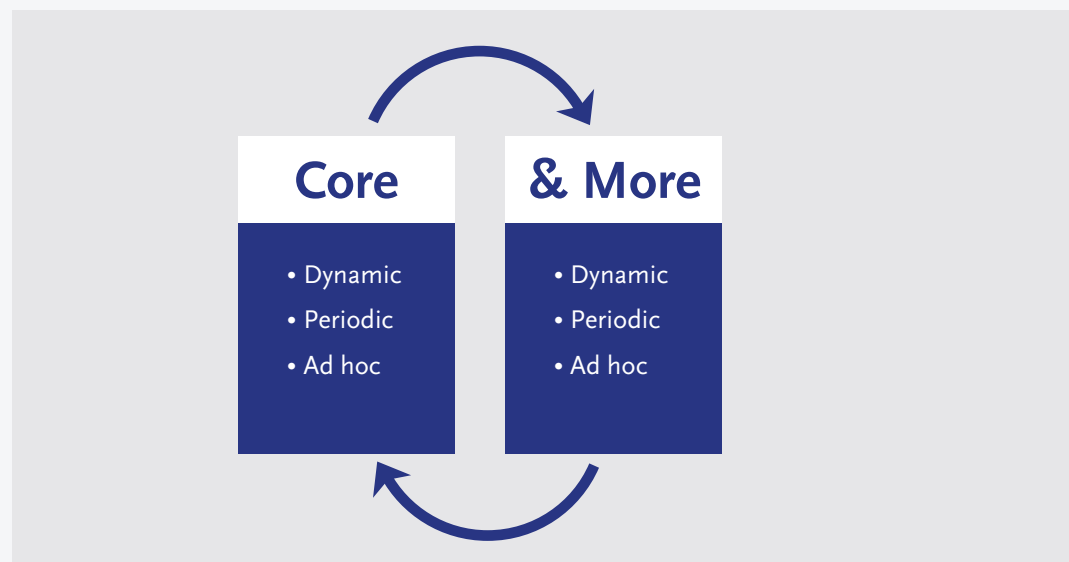 Core
• Dynamic
• Periodic
• Ad hoc
& More
• Dynamic
• Periodic
• Ad hoc